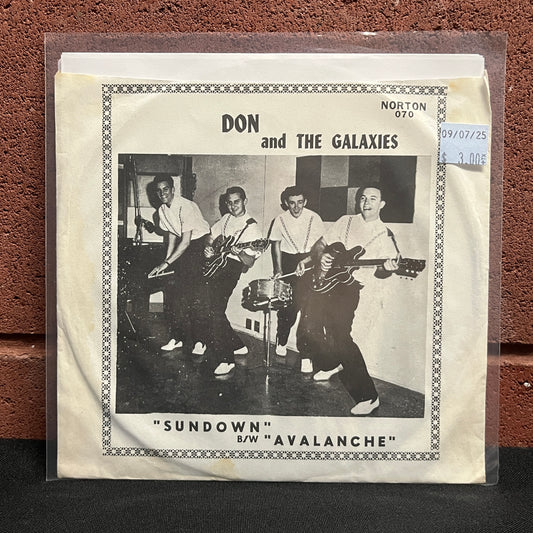 NORTON
070
DON
and THE GALAXIES
09/07/25
$ 3.00
"SUNDOWN"
B/W "AVALANCHE"